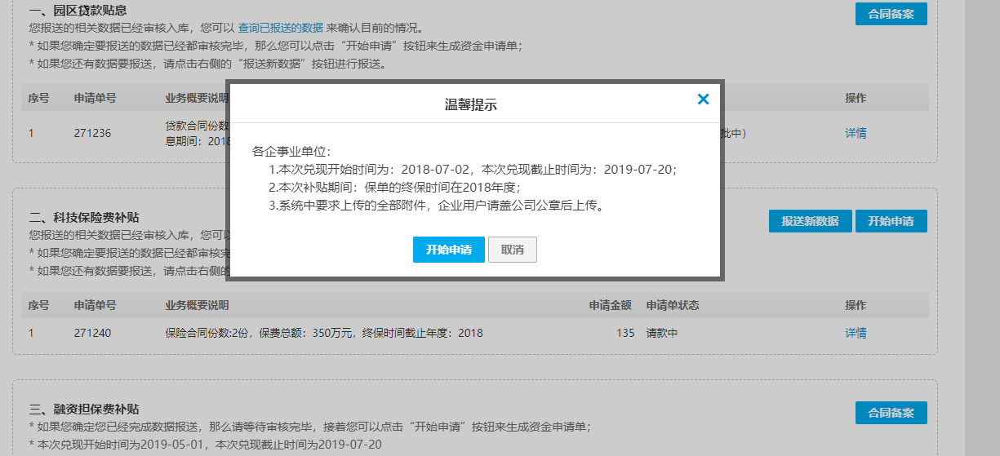 一、园区贷款贴息
合同备案
您报送的相关数据已经审核入库，您可以 查询已报送的数据 来确认目前的情况。
* 如果您确定要报送的数据已经都审核完毕，那么您可以点击“开始申请”按钮来生成资金申请单；
* 如果您还有数据要报送，请点击右侧的“报送新数据”按钮进行报送。
序号 申请单号 业务概要说明 操作
1 271236 贷款合同份数 批中） 详情
息期间：2018
温馨提示
各企事业单位：
1.本次兑现开始时间为：2018-07-02，本次兑现截止时间为：2019-07-20；
2.本次补贴期间：保单的终保时间在2018年度；
3.系统中要求上传的全部附件，企业用户请盖公司公章后上传。
开始申请 取消
二、科技保险费补贴
报送新数据 开始申请
您报送的相关数据已经审核入库，您可以
* 如果您确定要报送的数据已经都审核完
* 如果您还有数据要报送，请点击右侧的
序号 申请单号 业务概要说明 申请金额 申请单状态 操作
1 271240 保险合同份数:2份，保费总额：350万元，终保时间截止年度：2018 135 请款中 详情
三、融资担保费补贴
合同备案
* 如果您确定您已经完成数据报送，那么请等待审核完毕，接着您可以点击“开始申请”按钮来生成资金申请单；
* 本次兑现开始时间为2019-05-01，本次兑现截止时间为2019-07-20